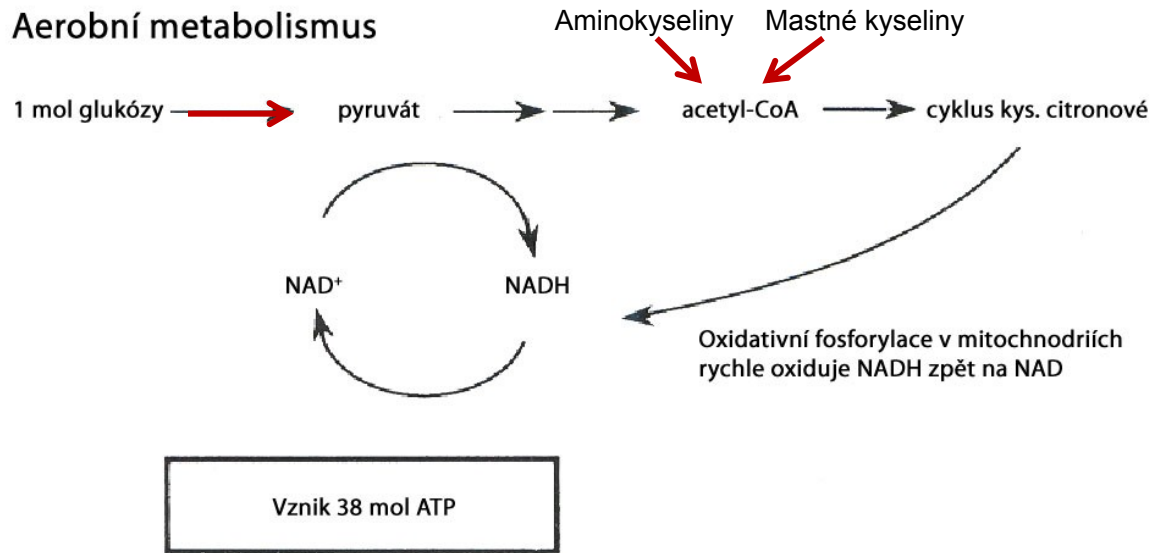 Aerobní metabolismus
Aminokyseliny
Mastné kyseliny
1 mol glukózy
pyruvát
acetyl-CoA
cyklus kys. citronové
NAD+
NADH
Oxidativní fosforylace v mitochnodriích
rychle oxiduje NADH zpět na NAD
Vznik 38 mol ATP